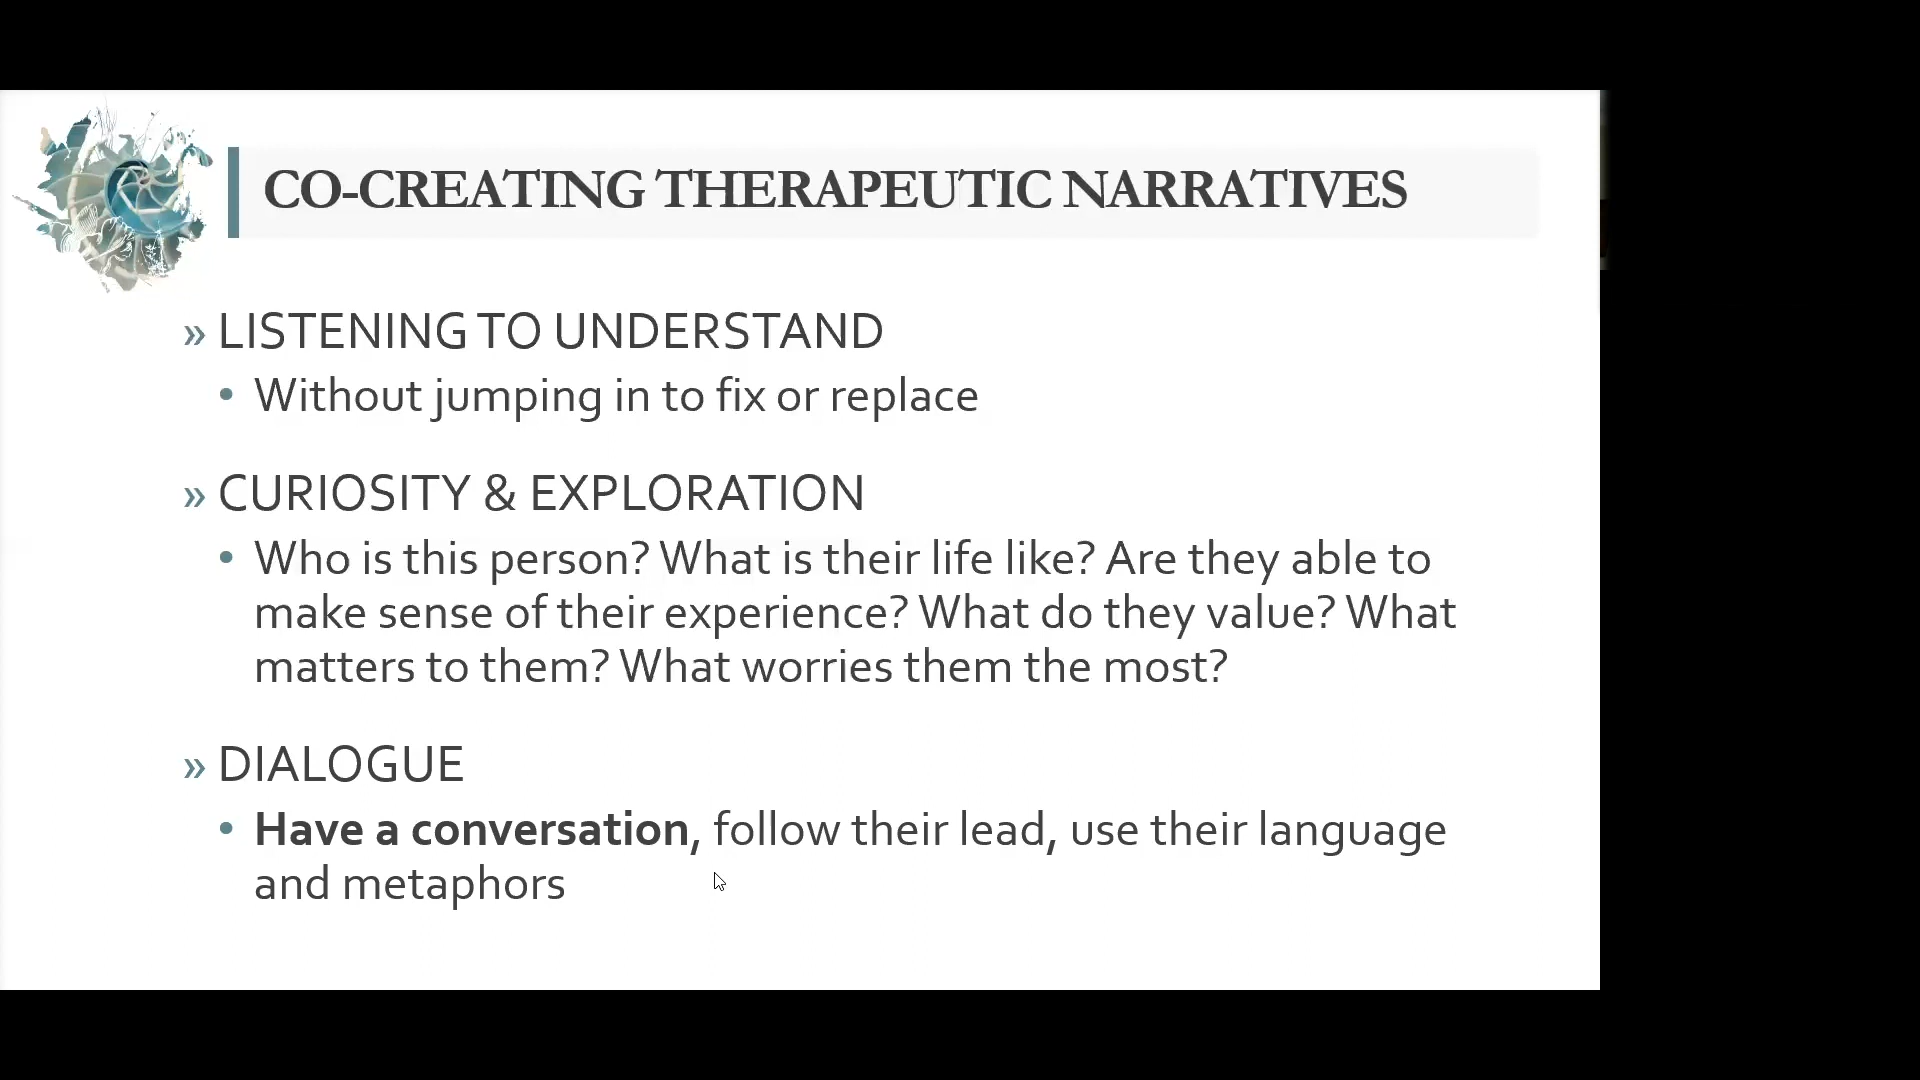 CO-CREATING THERAPEUTIC NARRATIVES
» LISTENING TO UNDERSTAND
• Without jumping in to fix or replace
» CURIOSITY & EXPLORATION
• Who is this person? What is their life like? Are they able to
make sense of their experience? What do they value? What
matters to them? What worries them the most?
» DIALOGUE
• Have a conversation, follow their lead, use their language
and metaphors